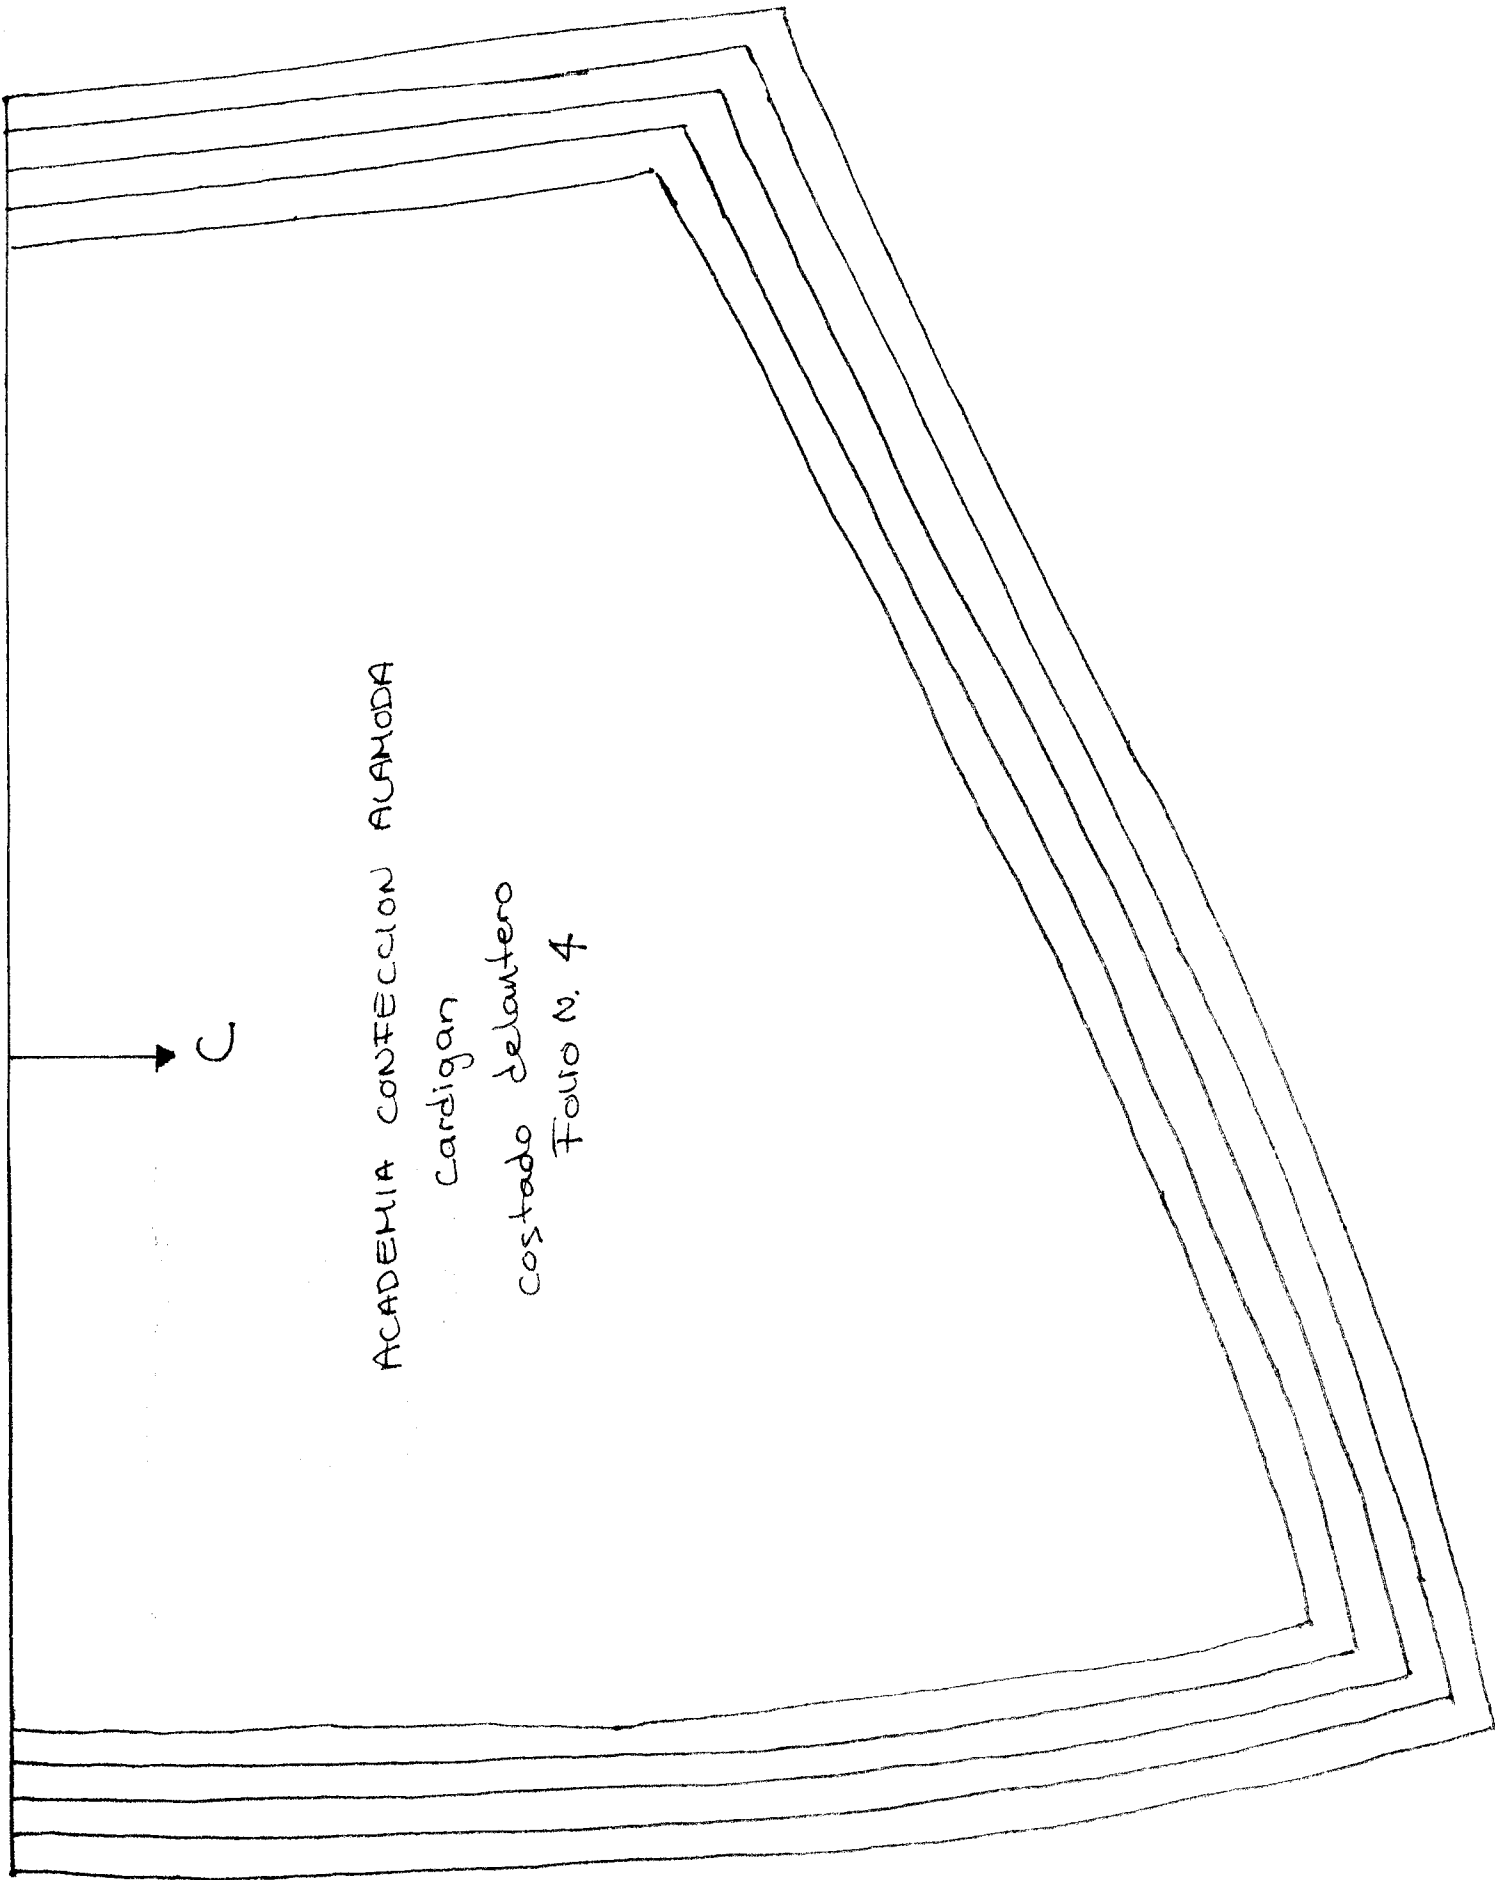 C
ACADEMIA CONFECCION ALAMODA
Cardigan
costado delantero
Folio N. 4